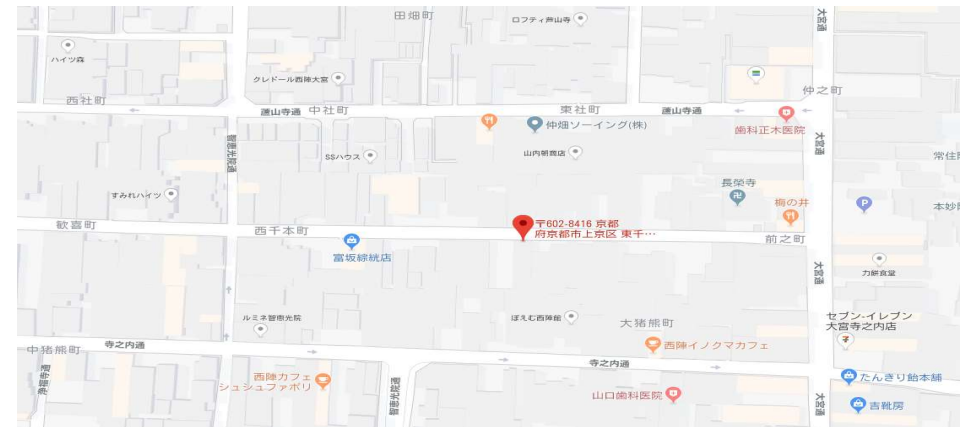 田畑町
ロフティ芦山寺
大宮通
ハイツ森
クレドール西陣大宮
仲之町
西社町
蘆山寺通
中社町
東社町
蘆山寺通
仲畑ソーイング(株)
歯科正木医院
智恵光院通
大宮通
SSハウス
山内朝商店
常住
長榮寺
すみれハイツ
梅の井
P
本妙
歓喜町
西千本町
〒602-8416 京都
府京都市上京区 東千…
前之町
富坂綜絖店
大宮通
力餅食堂
ルミネ智恵光院
ぽえむ西陣館
大猪熊町
セブン-イレブン
大宮寺之内店
中猪熊町
寺之内通
西陣イノクマカフェ
寺之内通
浄福寺通
西陣カフェ
シュシュファボリ
智恵光院通
山口歯科医院
たんきり飴本舗
大宮通
吉靴房